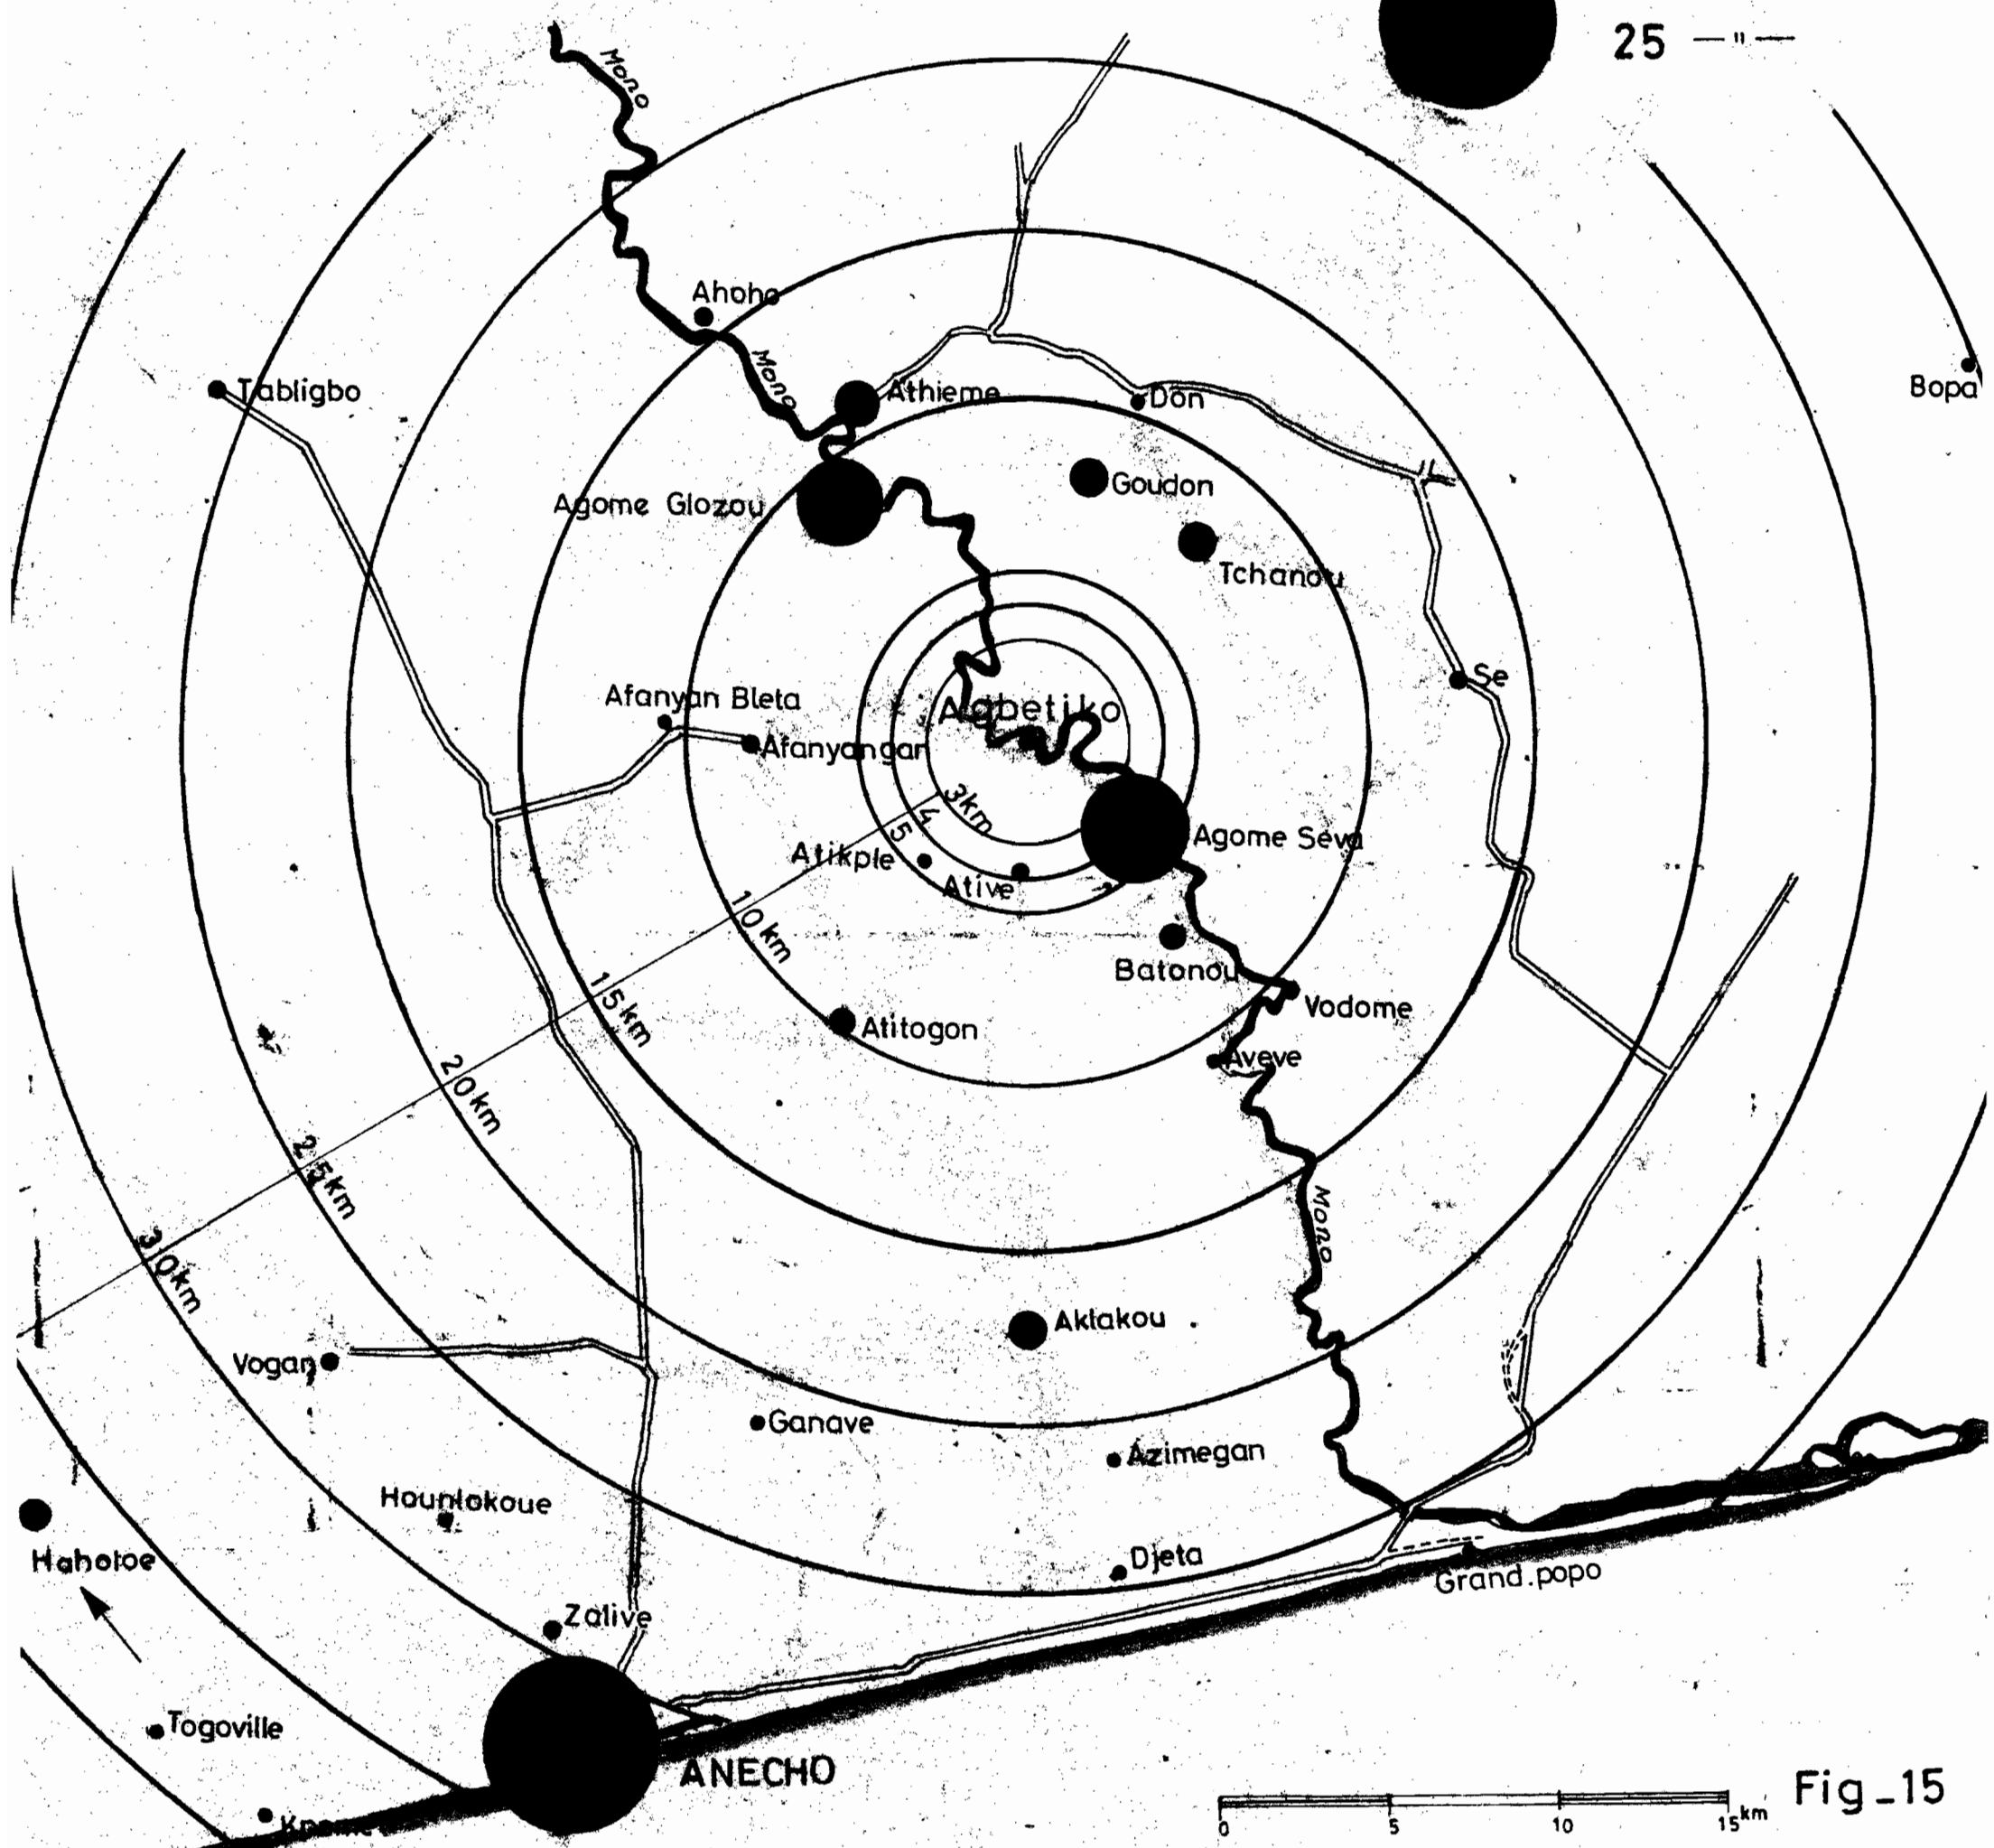 25 — " —
Mono
Ahoho
Mono
Tabligbo
Athieme
Don
Bopa
Agome Glozou
Goudon
Tchanou
Se
Afanyan Bleta
Agbetiko
Afanyangan
3km
4
5
Agome Seva
Atikple
Ative
10 km
Batonou
15 km
Vodome
Atitogon
Aveve
20 km
25 km
Mono
30 km
Aklakou
Vogan
Ganave
Azimegan
Hounlokoue
Hahotoe
Djeta
Grand.popo
Zalive
Togoville
ANECHO
Fig_15
0 5 10 15km